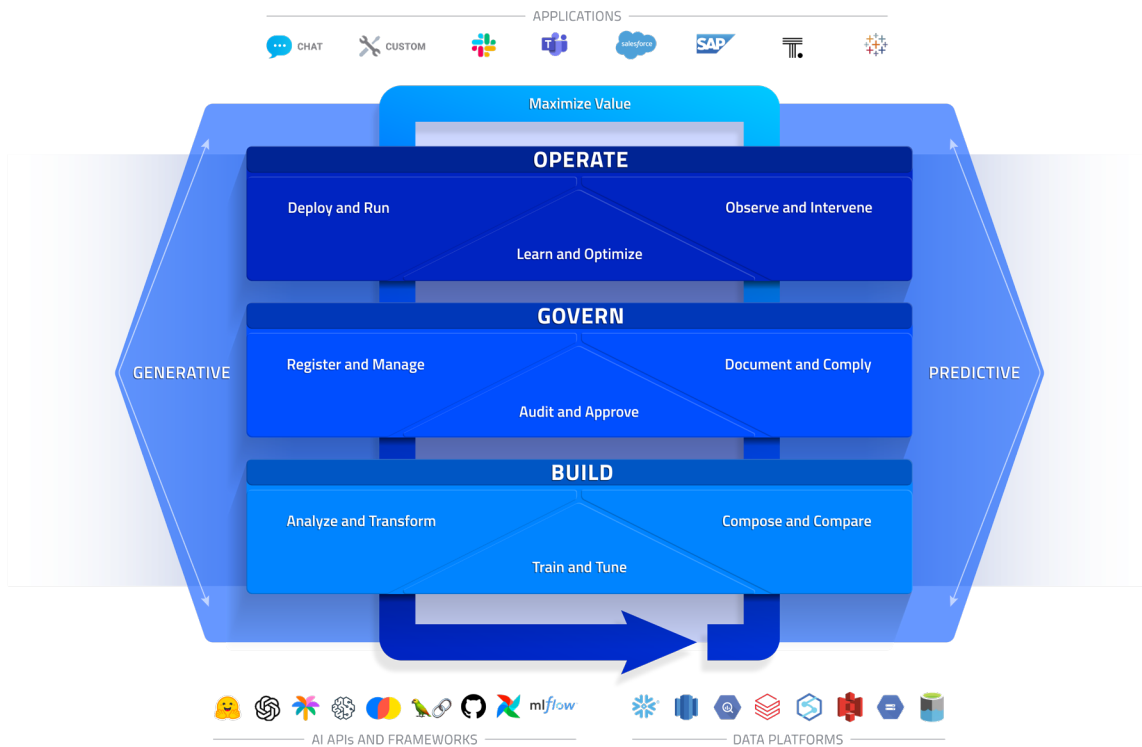 APPLICATIONS
CHAT
CUSTOM
T
salesforce
SAP
T.
Maximize Value
OPERATE
Deploy and Run
Observe and Intervene
Learn and Optimize
GOVERN
GENERATIVE
Register and Manage
Document and Comply
PREDICTIVE
Audit and Approve
BUILD
Analyze and Transform
Compose and Compare
Train and Tune
mlflow
AI APIs AND FRAMEWORKS
DATA PLATFORMS